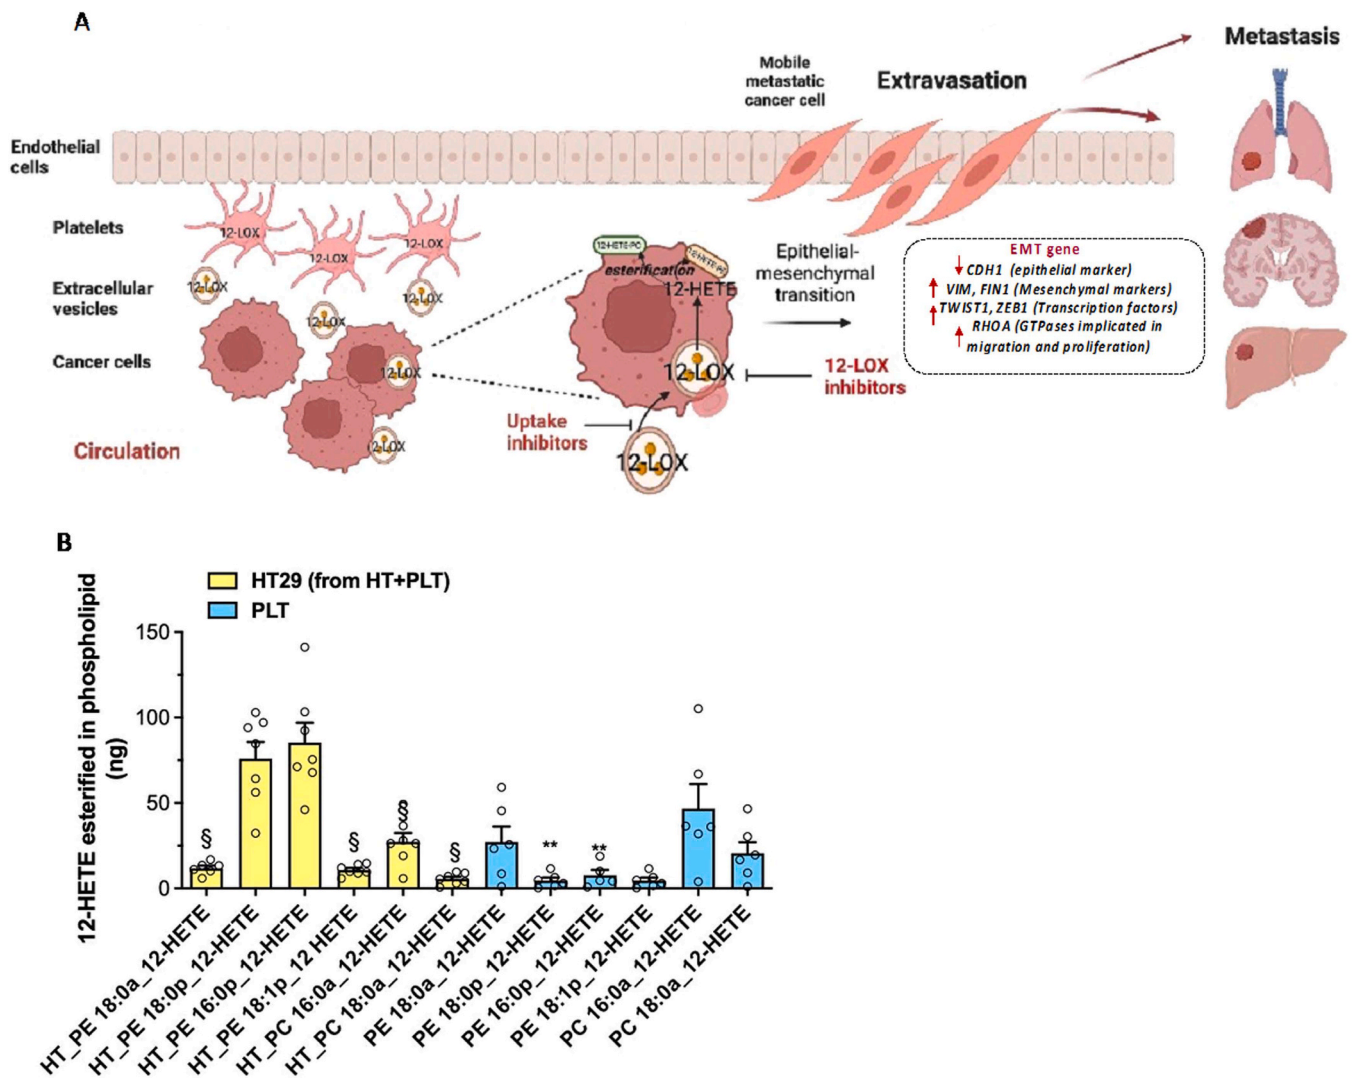 A
Metastasis
Mobile
metastatic
cancer cell
Extravasation
Endothelial
cells
Platelets
12-LOX
12-LOX
12-LOX
Extracellular
vesicles
12-LOX
12-LOX
12-LOX
Cancer cells
12-LOX
2-LOX
Circulation
12-HETE-PC
esterification
12-HETE
12-LOX
Uptake
inhibitors
12-LOX
Epithelial-
mesenchymal
transition
12-LOX
inhibitors
EMT gene
CDH1 (epithelial marker)
VIM, FIN1 (Mesenchymal markers)
TWIST1, ZEB1 (Transcription factors)
RHOA (GTPases implicated in
migration and proliferation)
B
HT29 (from HT+PLT)
PLT
12-HETE esterified in phospholipid
(ng)
150
100
50
0
§
§
§
§
**
**
HT_PE 18:0a_12-HETE
HT_PE 18:0p_12-HETE
HT_PE 16:0p_12-HETE
HT_PE 18:1p_12 HETE
HT_PC 16:0a_12-HETE
HT_PC 18:0a_12-HETE
PE 18:0a_12-HETE
PE 18:0p_12-HETE
PE 16:0p_12-HETE
PE 18:1p_12-HETE
PC 16:0a_12-HETE
PC 18:0a_12-HETE